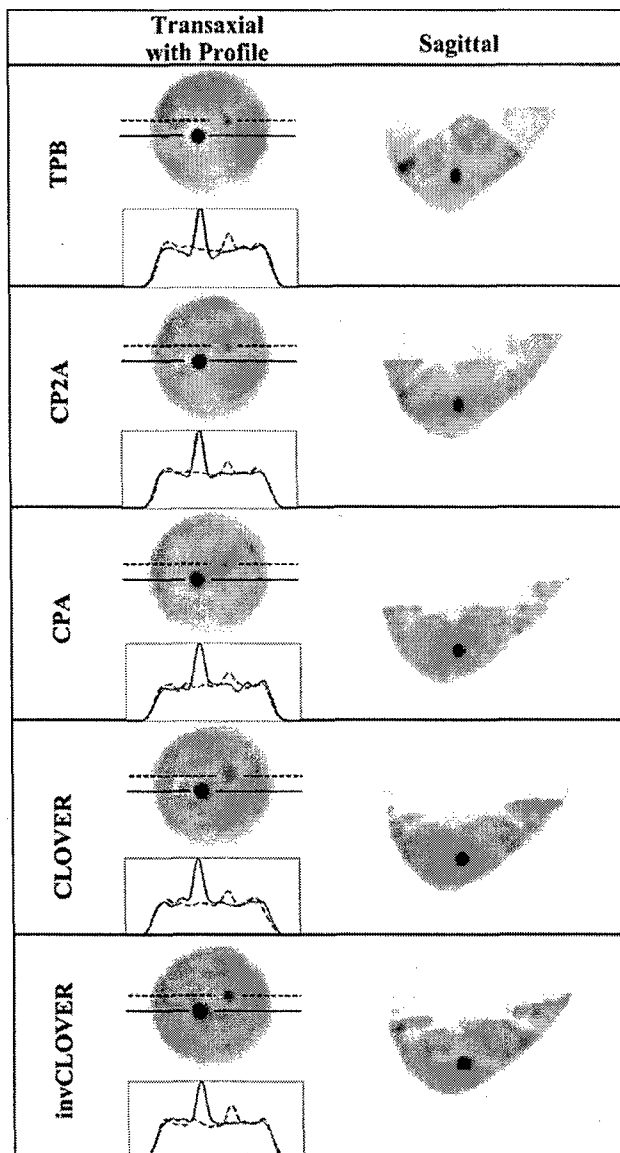 Transaxial
with Profile
Sagittal
TPB
CP2A
CPA
CLOVER
invCLOVER